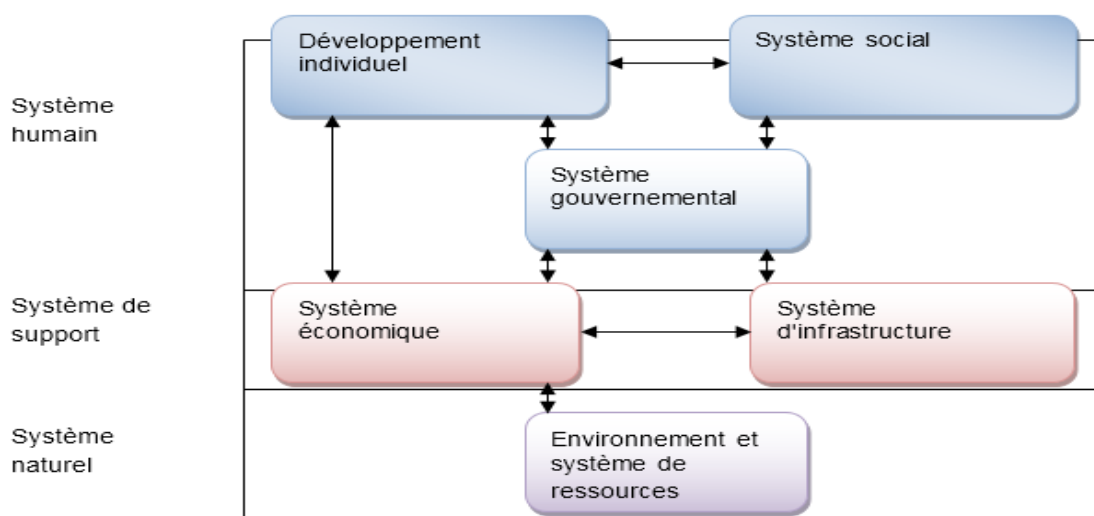 Développement
individuel
Système social
Système
humain
Système
gouvernemental
Système de
support
Système
économique
Système
d'infrastructure
Système
naturel
Environnement et
système de
ressources